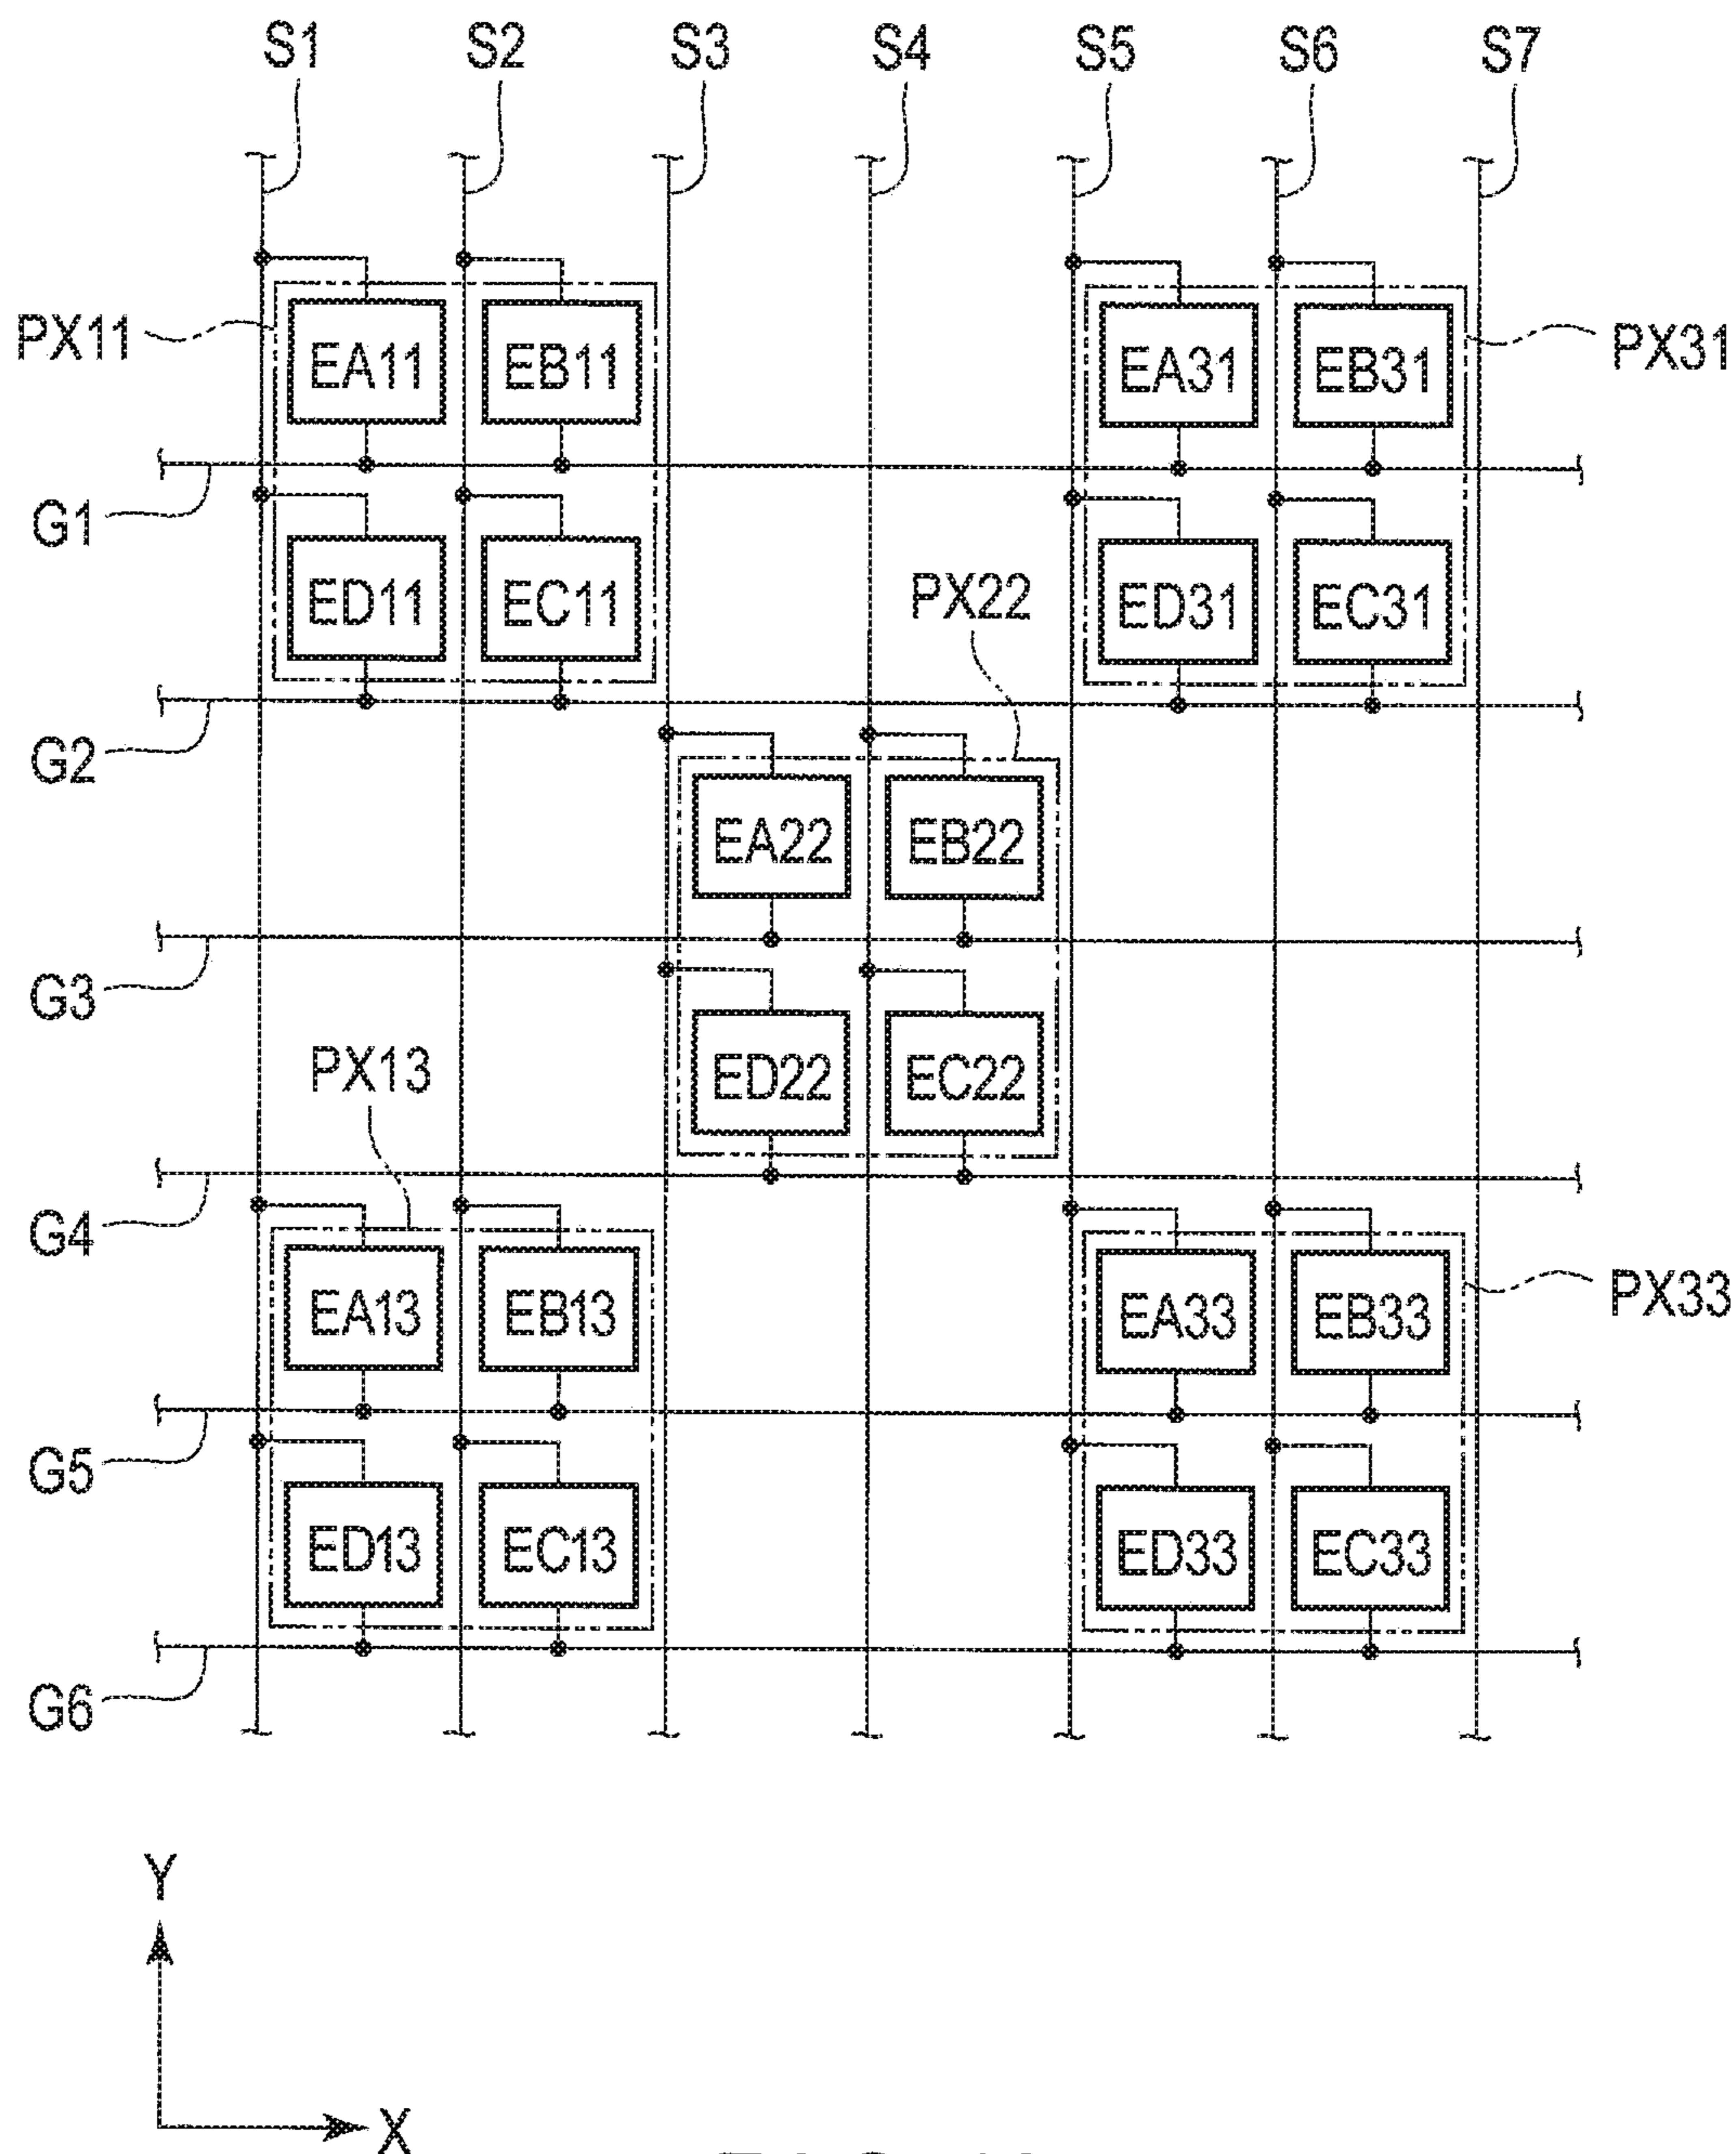 S1 S2 S3 S4 S5 S6 S7
PX11 EA11 EB11 EA31 EB31 PX31
G1
ED11 EC11 PX22 ED31 EC31
G2
EA22 EB22
G3
PX13 ED22 EC22
G4
EA13 EB13 EA33 EB33 PX33
G5
ED13 EC13 ED33 EC33
G6
Y
X